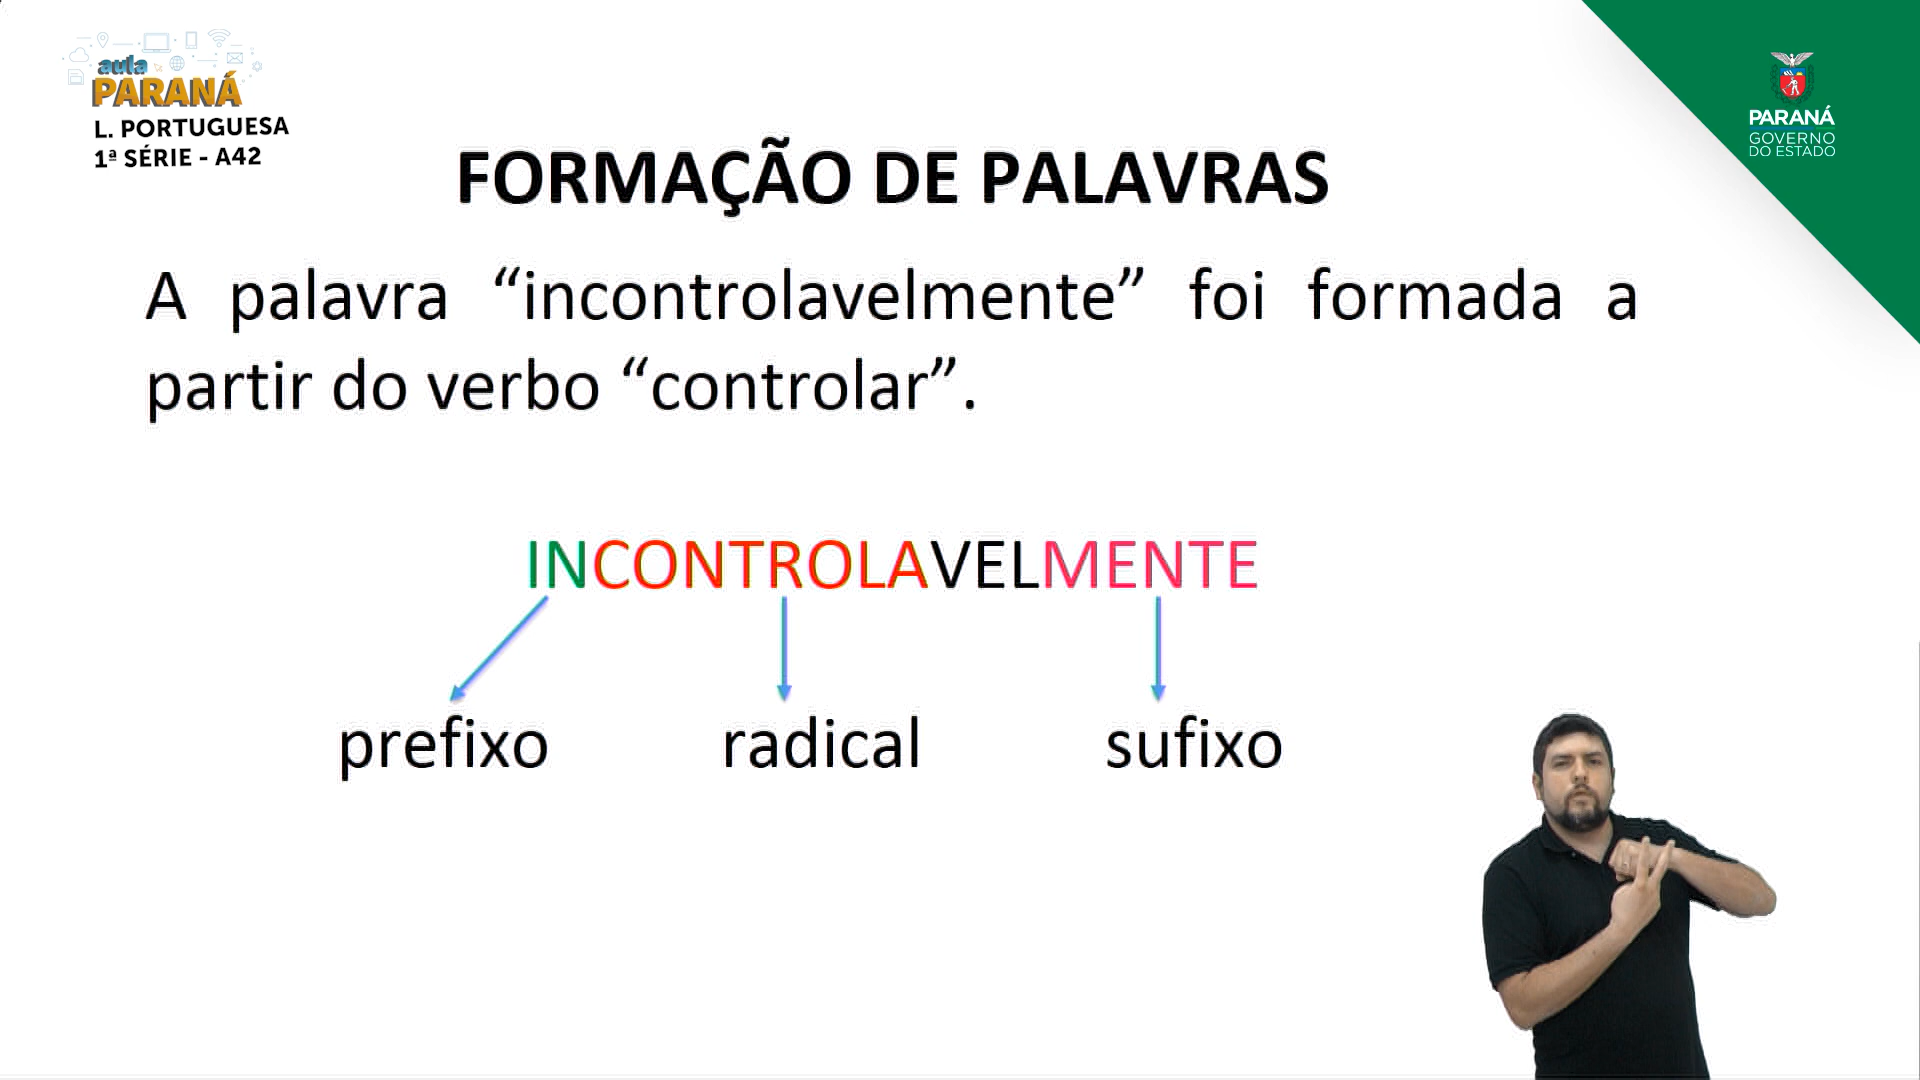 aula
PARANÁ
L. PORTUGUESA
1ª SÉRIE - A42
PARANÁ
GOVERNO
DO ESTADO
FORMAÇÃO DE PALAVRAS
A palavra “incontrolavelmente” foi formada a
partir do verbo “controlar”.
INCONTROLAVELMENTE
prefixo radical sufixo